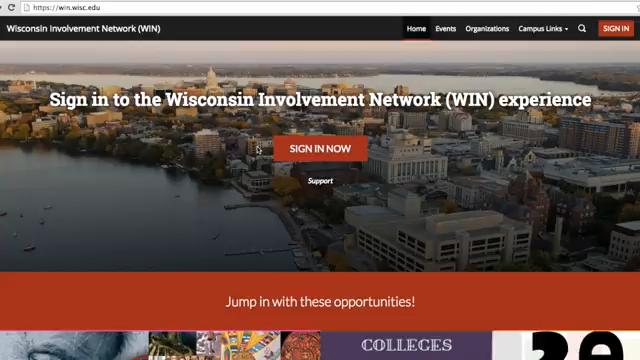 https://win.wisc.edu
Wisconsin Involvement Network (WIN)
Home Events Organizations Campus Links SIGN IN
Sign in to the Wisconsin Involvement Network (WIN) experience
SIGN IN NOW
Support
Jump in with these opportunities!
COLLEGES